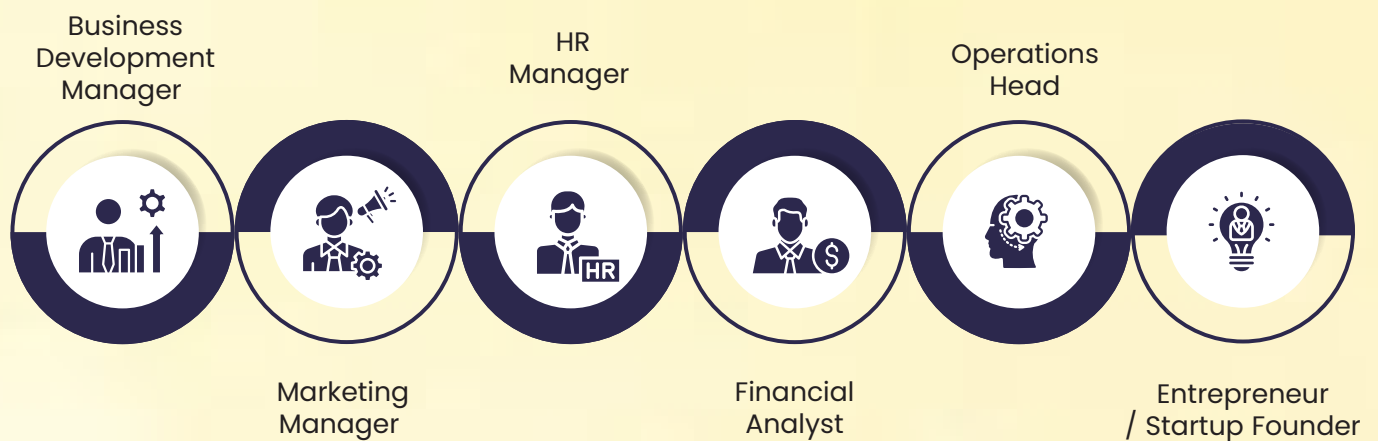 Business
Development
Manager
HR
Manager
Operations
Head
HR
$
Marketing
Manager
Financial
Analyst
Entrepreneur
/ Startup Founder